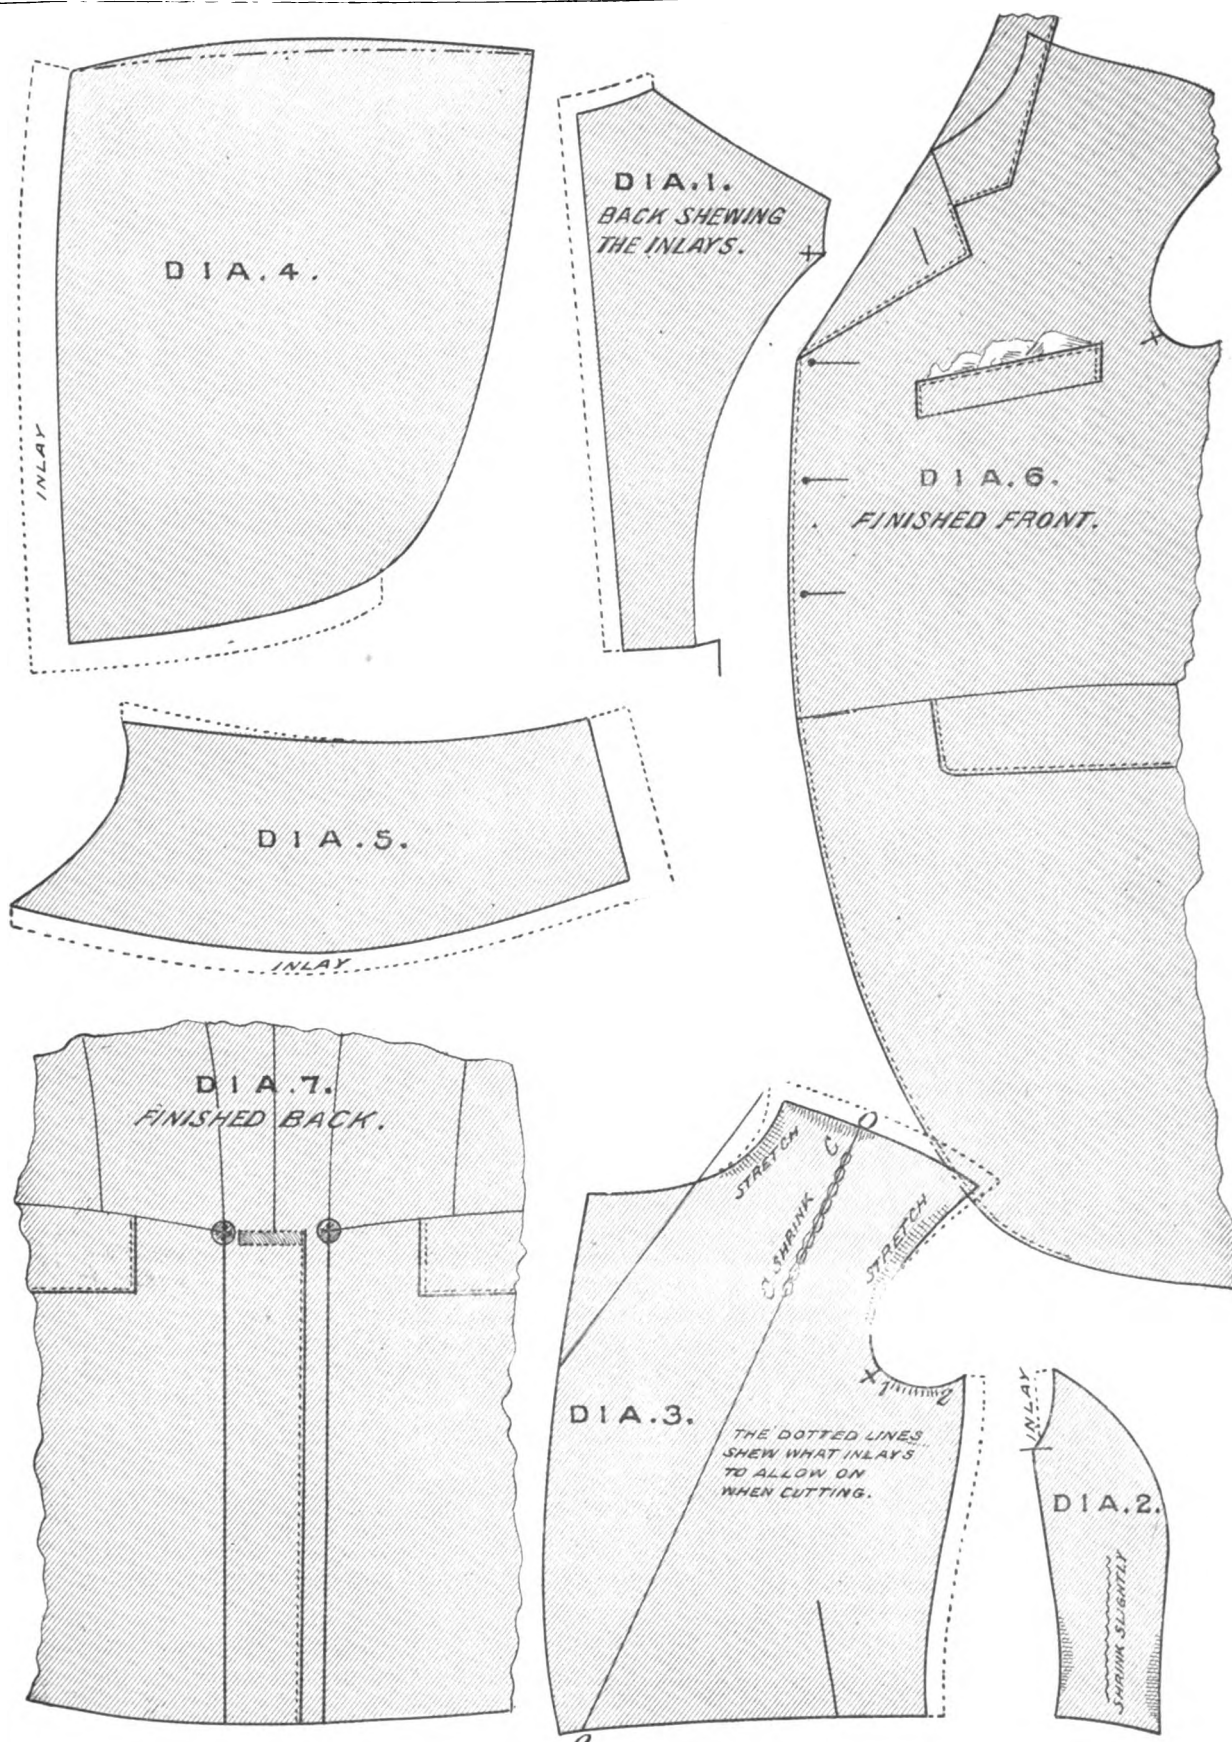 DIA.4.
INLAY
DIA.1.
BACK SHEWING
THE INLAYS.
DIA.6.
FINISHED FRONT.
DIA.5.
INLAY
DIA.7.
FINISHED BACK.
STRETCH
C
O
C SHRINK
STRETCH
X 1 2
DIA.3.
THE DOTTED LINES
SHEW WHAT INLAYS
TO ALLOW ON
WHEN CUTTING.
INLAY
DIA.2.
SHRINK SLIGHTLY